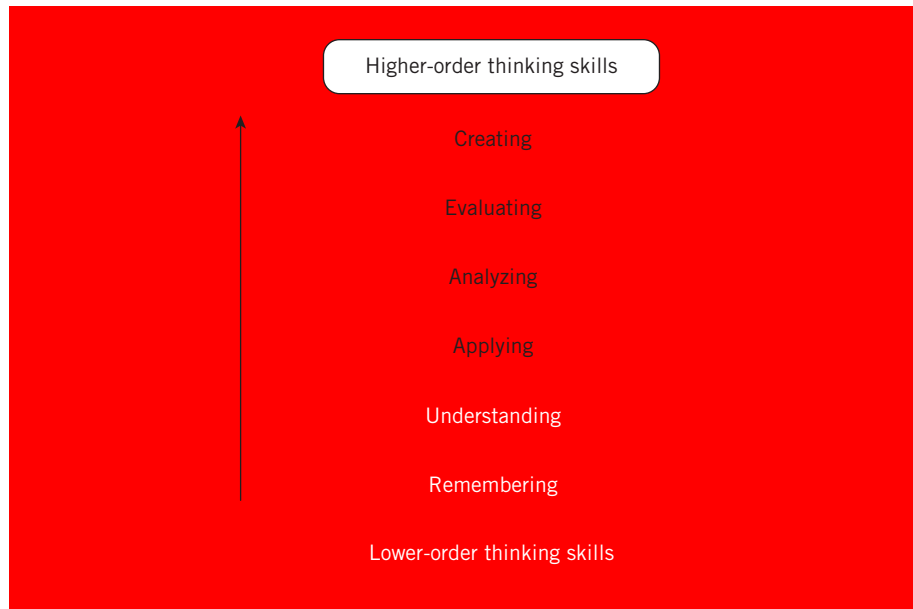 Higher-order thinking skills
Creating
Evaluating
Analyzing
Applying
Understanding
Remembering
Lower-order thinking skills